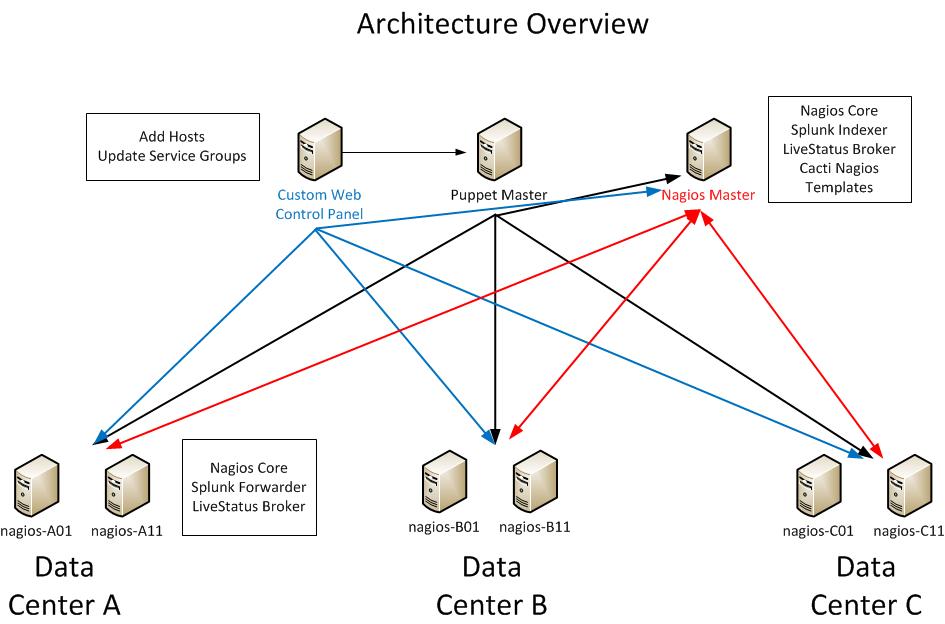 Architecture Overview
Add Hosts
Update Service Groups
Custom Web
Control Panel
Puppet Master
Nagios Master
Nagios Core
Splunk Indexer
LiveStatus Broker
Cacti Nagios
Templates
Nagios Core
Splunk Forwarder
LiveStatus Broker
nagios-A01
nagios-A11
nagios-B01
nagios-B11
nagios-C01
nagios-C11
Data
Center A
Data
Center B
Data
Center C